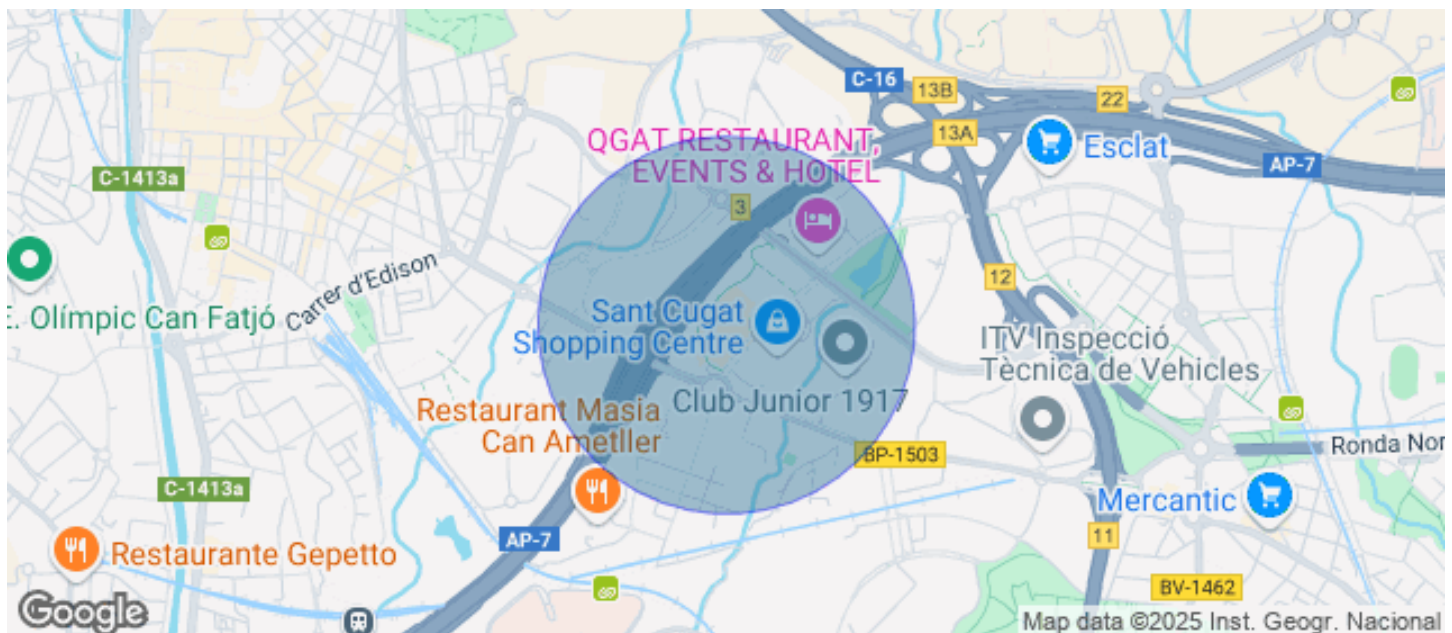 C-16
13B
22
13A
QGAT RESTAURANT,
EVENTS & HOTEL
Esclat
AP-7
C-1413a
3
Carrer d'Edison
12
E. Olímpic Can Fatjó
Sant Cugat
Shopping Centre
ITV Inspecció
Tècnica de Vehicles
Restaurant Masia
Can Ametller
Club Junior 1917
BP-1503
Ronda Nor
C-1413a
Mercantic
AP-7
11
Restaurante Gepetto
BV-1462
Google
Map data ©2025 Inst. Geogr. Nacional